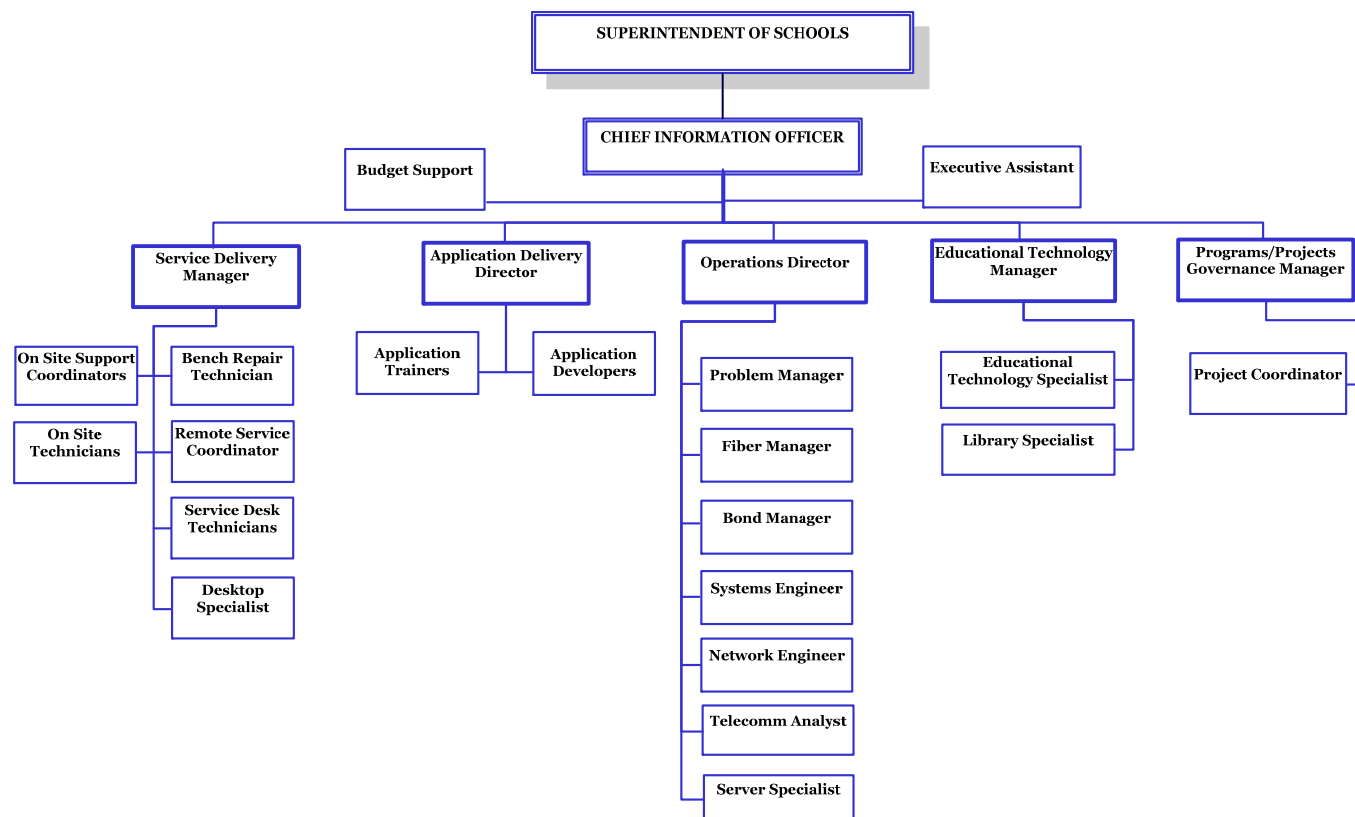 SUPERINTENDENT OF SCHOOLS
CHIEF INFORMATION OFFICER
Budget Support
Executive Assistant
Service Delivery
Manager
Application Delivery
Director
Operations Director
Educational Technology
Manager
Programs/Projects
Governance Manager
On Site Support
Coordinators
Bench Repair
Technician
On Site
Technicians
Remote Service
Coordinator
Service Desk
Technicians
Desktop
Specialist
Application
Trainers
Application
Developers
Problem Manager
Fiber Manager
Bond Manager
Systems Engineer
Network Engineer
Telecomm Analyst
Server Specialist
Educational
Technology Specialist
Library Specialist
Project Coordinator